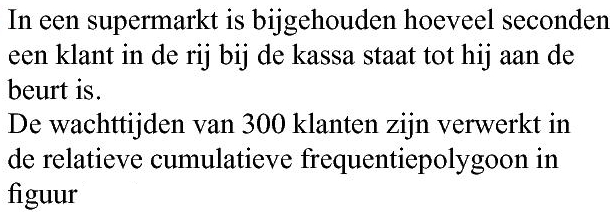 In een supermarkt is bijgehouden hoeveel seconden
een klant in de rij bij de kassa staat tot hij aan de
beurt is.
De wachttijden van 300 klanten zijn verwerkt in
de relatieve cumulatieve frequentiepolygoon in
figuur